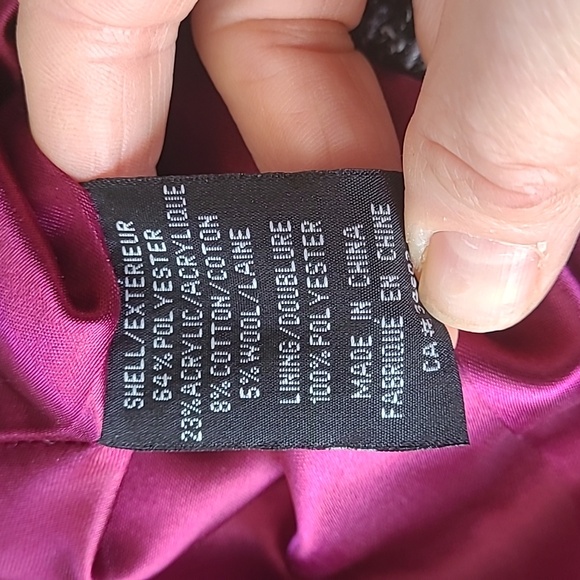 SHELL/EXTERIEUR
64% POLYESTER
23% ACRYLIC/ACRYLIQUE
8% COTTON/COTON
5% WOOL/LAINE
LINING/DOUBLURE
100% POLYESTER
MADE IN CHINA
FABRIQUE EN CHINE
CA#